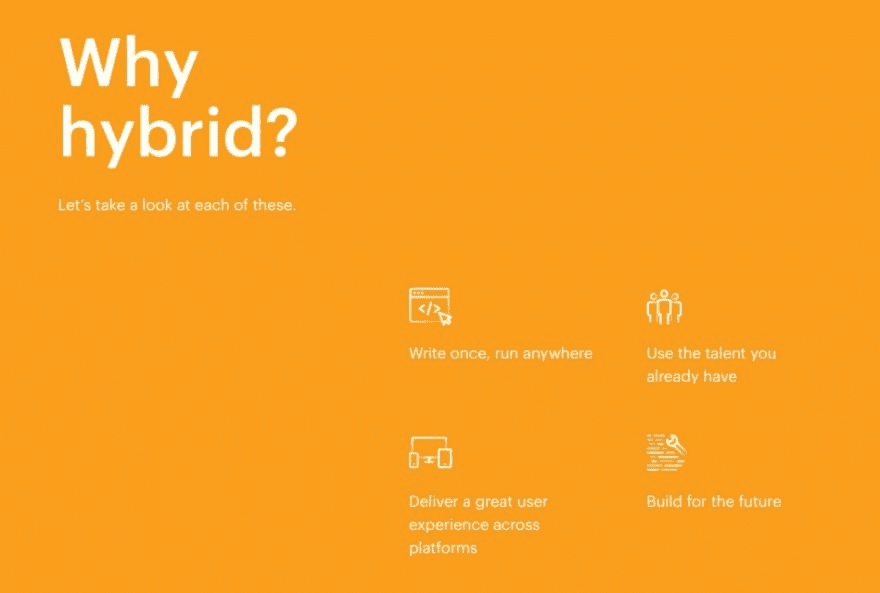 Why
hybrid?
Let's take a look at each of these.
</>
Write once, run anywhere
Use the talent you
already have
Deliver a great user
experience across
platforms
Build for the future